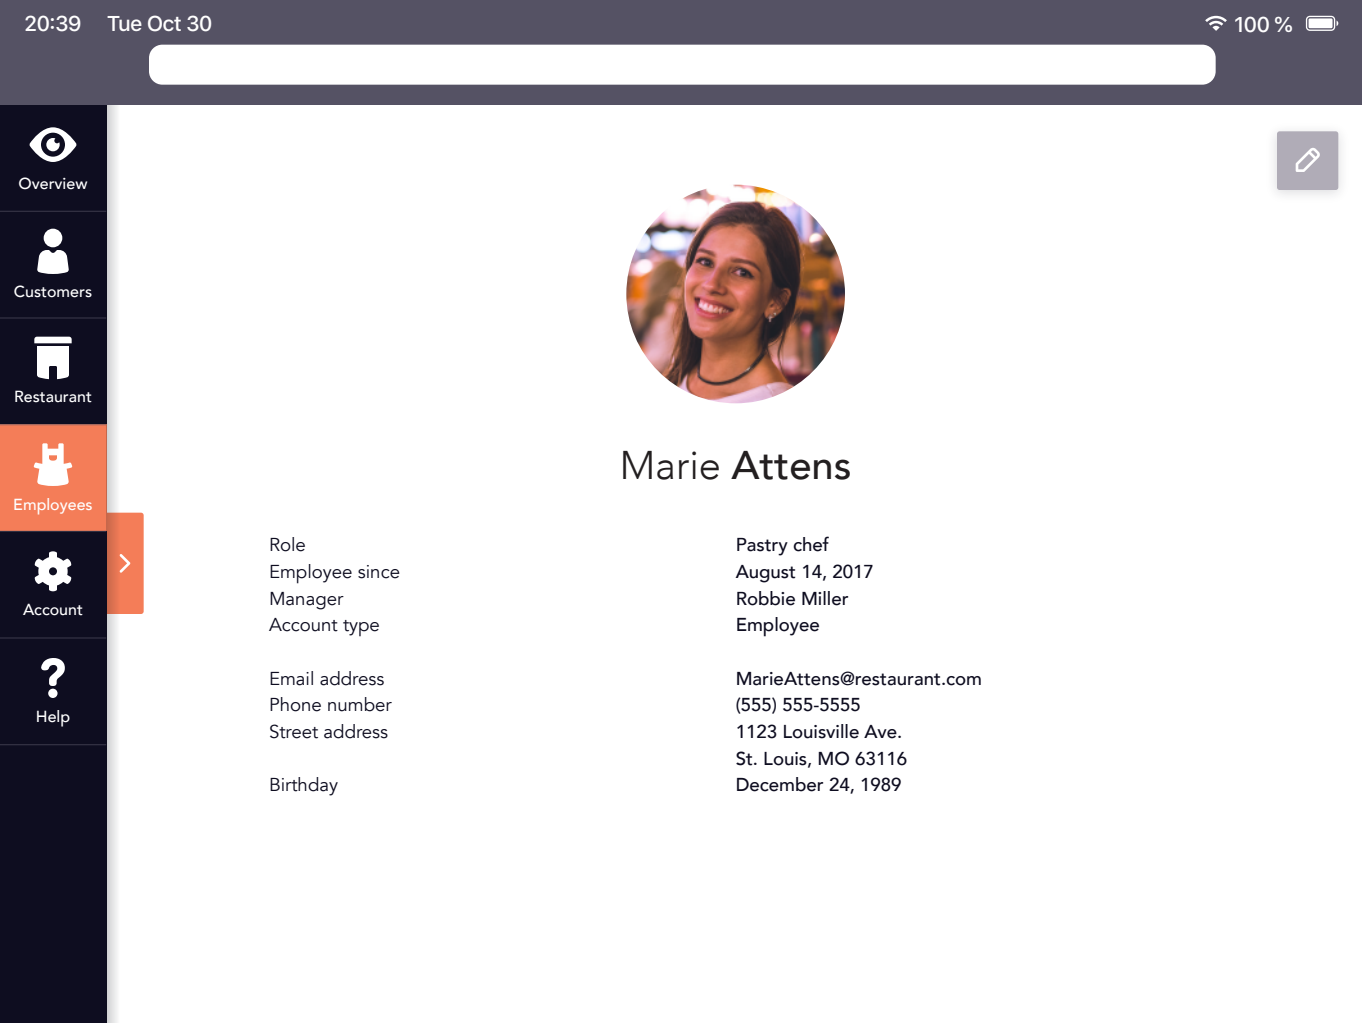 20:39 Tue Oct 30 100 %
Overview
Customers
Restaurant
Employees
Account
Help
Marie Attens
Role Pastry chef
Employee since August 14, 2017
Manager Robbie Miller
Account type Employee
Email address MarieAttens@restaurant.com
Phone number (555) 555-5555
Street address 1123 Louisville Ave.
St. Louis, MO 63116
Birthday December 24, 1989